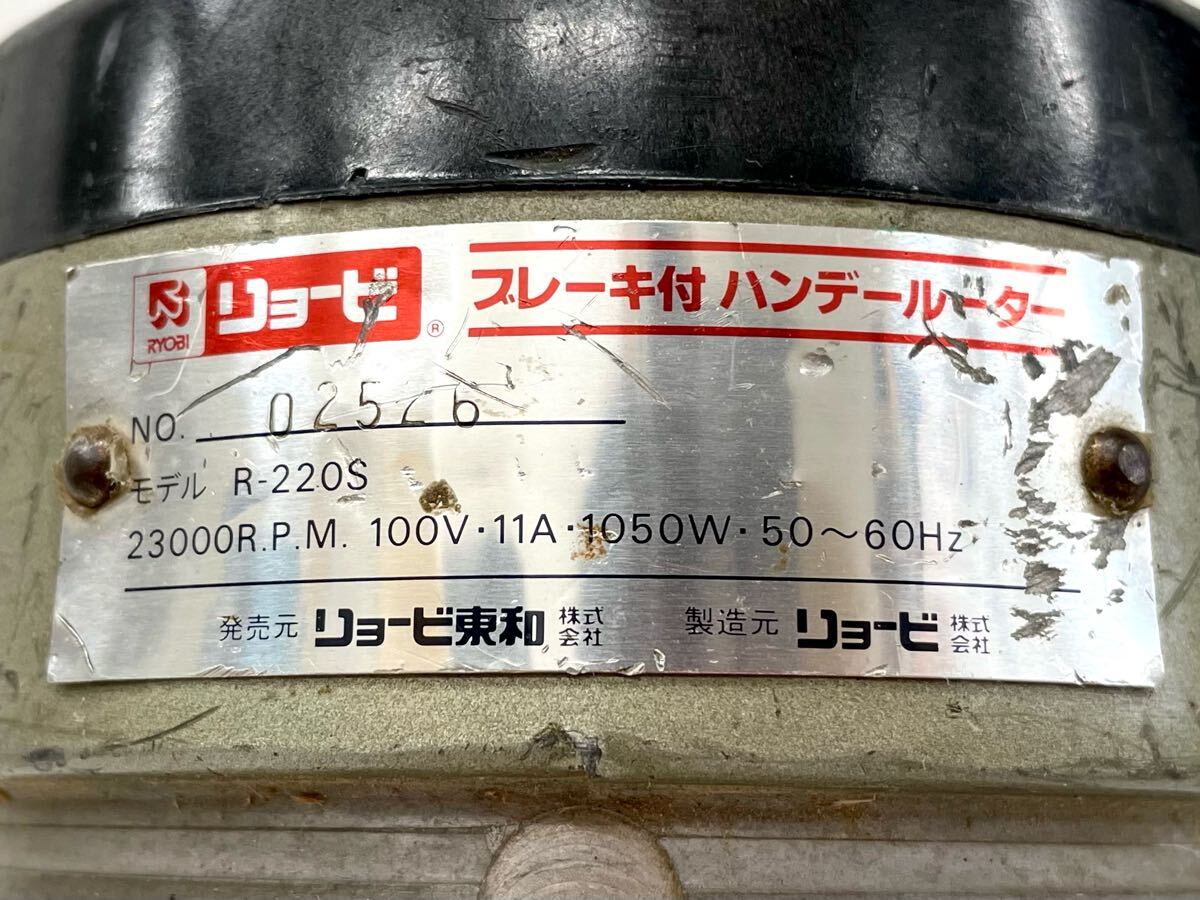 RYOBI リョービ ® ブレーキ付 ハンデールーター
NO. 02526
モデル R-220S
23000R.P.M. 100V・11A・1050W・50～60Hz
発売元 リョービ東和 株式会社 製造元 リョービ 株式会社